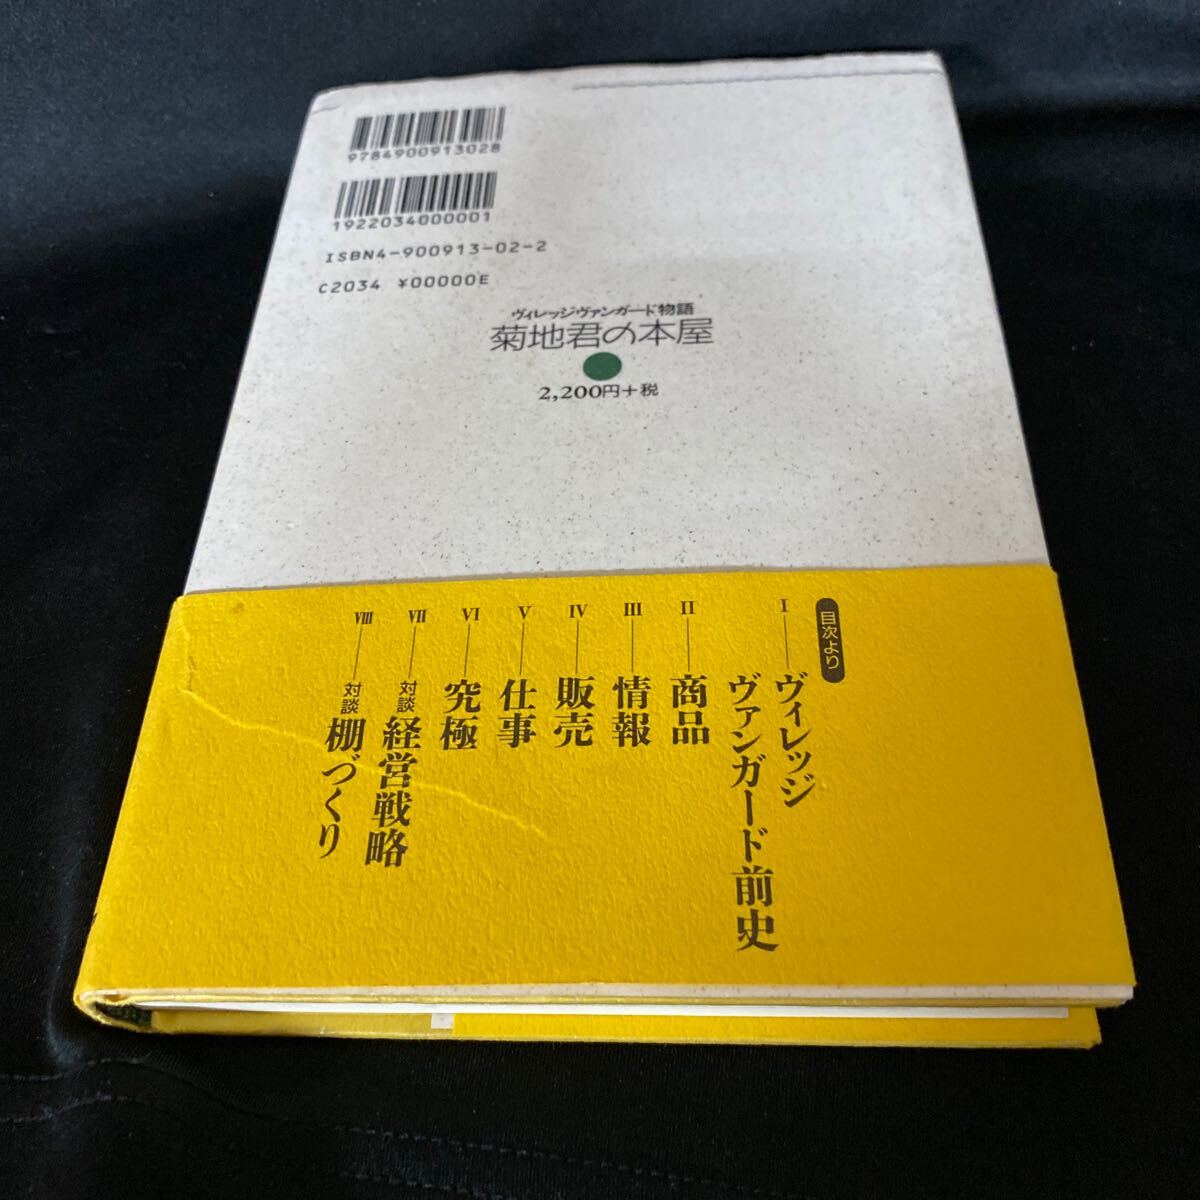 9784900913028
1922034000001
ISBN4-900913-02-2
C2034 ¥00000E
ヴィレッジヴァンガード物語
菊地君の本屋
2,200円+税
目次より
I ヴィレッジ
ヴァンガード前史
II 商品
III 情報
IV 販売
V 仕事
VI 究極
VII 対談 経営戦略
VIII 対談 棚づくり